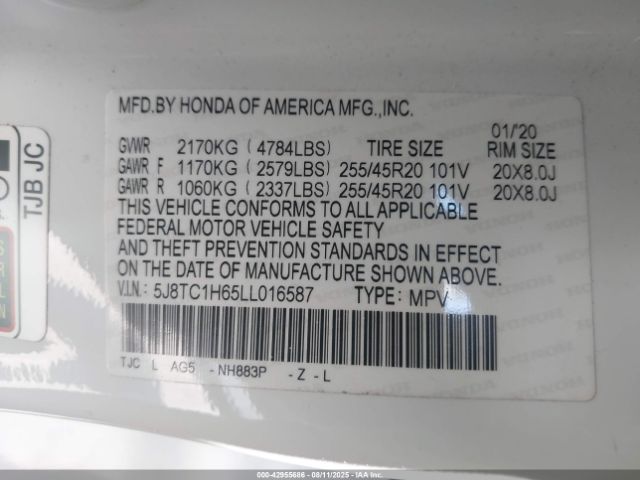 MFD.BY HONDA OF AMERICA MFG.,INC.
01/'20
GVWR 2170KG ( 4784LBS) TIRE SIZE RIM SIZE
GAWR F 1170KG ( 2579LBS) 255/45R20 101V 20X8.0J
GAWR R 1060KG ( 2337LBS) 255/45R20 101V 20X8.0J
THIS VEHICLE CONFORMS TO ALL APPLICABLE
FEDERAL MOTOR VEHICLE SAFETY
AND THEFT PREVENTION STANDARDS IN EFFECT
ON THE DATE OF MANUFACTURE SHOWN ABOVE.
V.I.N.: 5J8TC1H65LL016587 TYPE: MPV
TJC L AG5 -NH883P - Z - L
TJB JC
000-42955686 - 08/11/2025 - IAA Inc. - Copyright